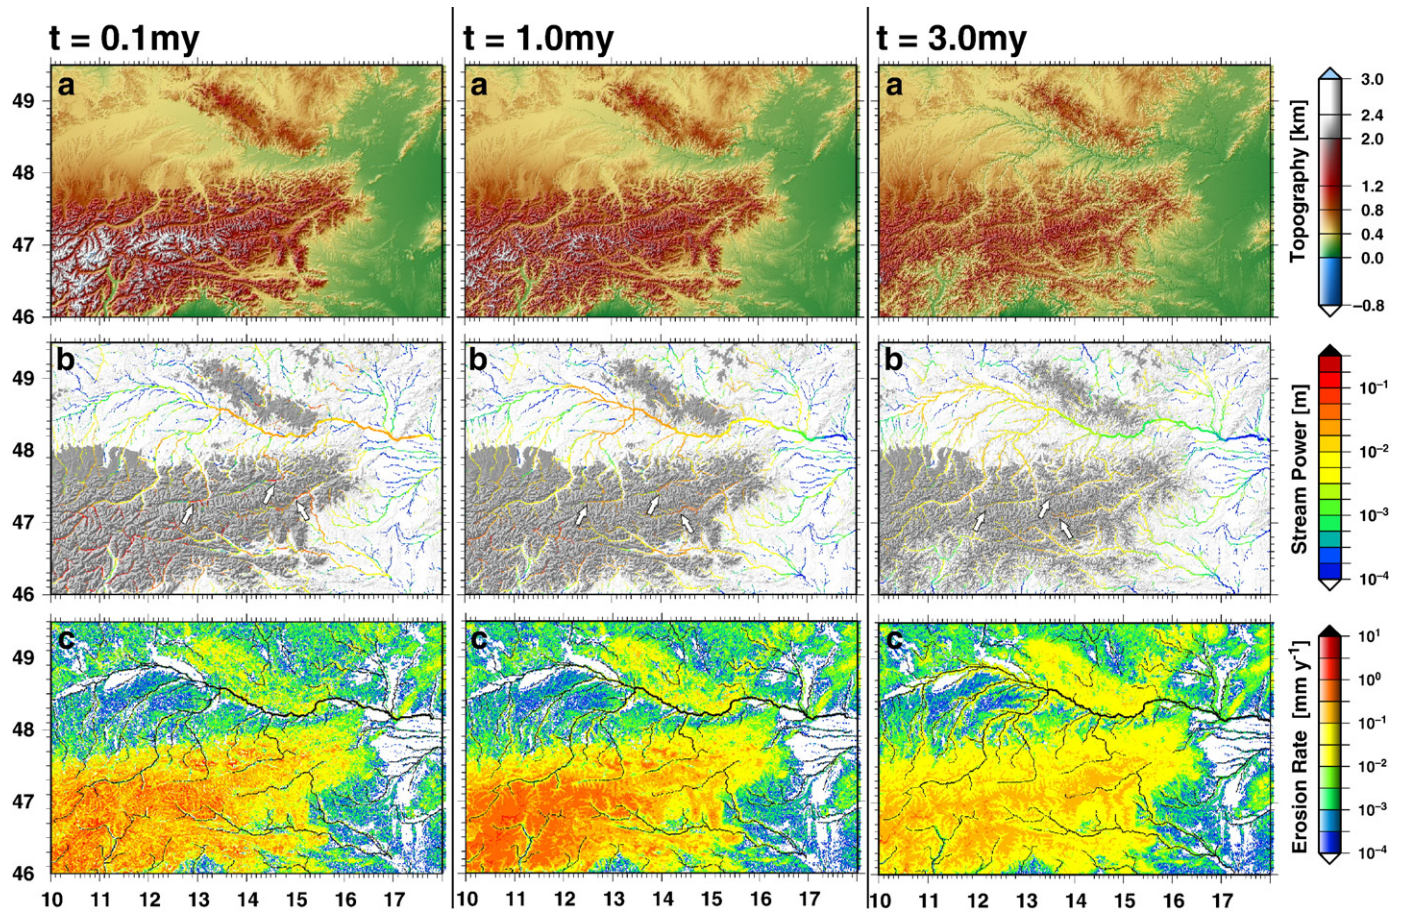 t = 0.1my
t = 1.0my
t = 3.0my
a
a
a
49
48
47
46
3.0
2.4
2.0
1.2
0.8
0.4
0.0
−0.8
Topography [km]
b
b
b
49
48
47
46
10⁻¹
10⁻²
10⁻³
10⁻⁴
Stream Power [m]
c
c
c
49
48
47
46
10¹
10⁰
10⁻¹
10⁻²
10⁻³
10⁻⁴
Erosion Rate [mm y⁻¹]
10 11 12 13 14 15 16 17
10 11 12 13 14 15 16 17
10 11 12 13 14 15 16 17